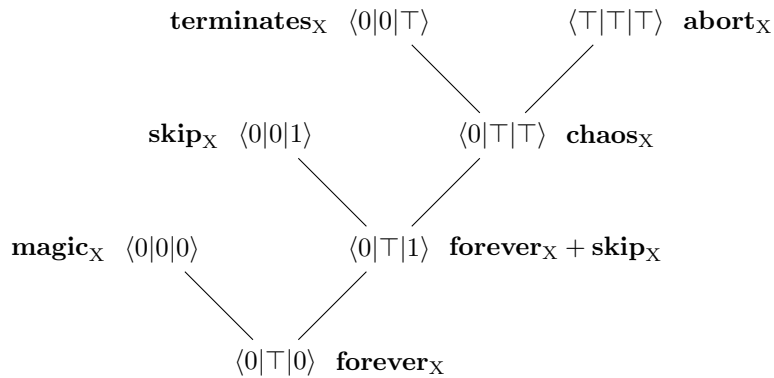 terminates_X ⟨0|0|⊤⟩ ⟨⊤|⊤|⊤⟩ abort_X
skip_X ⟨0|0|1⟩ ⟨0|⊤|⊤⟩ chaos_X
magic_X ⟨0|0|0⟩ ⟨0|⊤|1⟩ forever_X + skip_X
⟨0|⊤|0⟩ forever_X